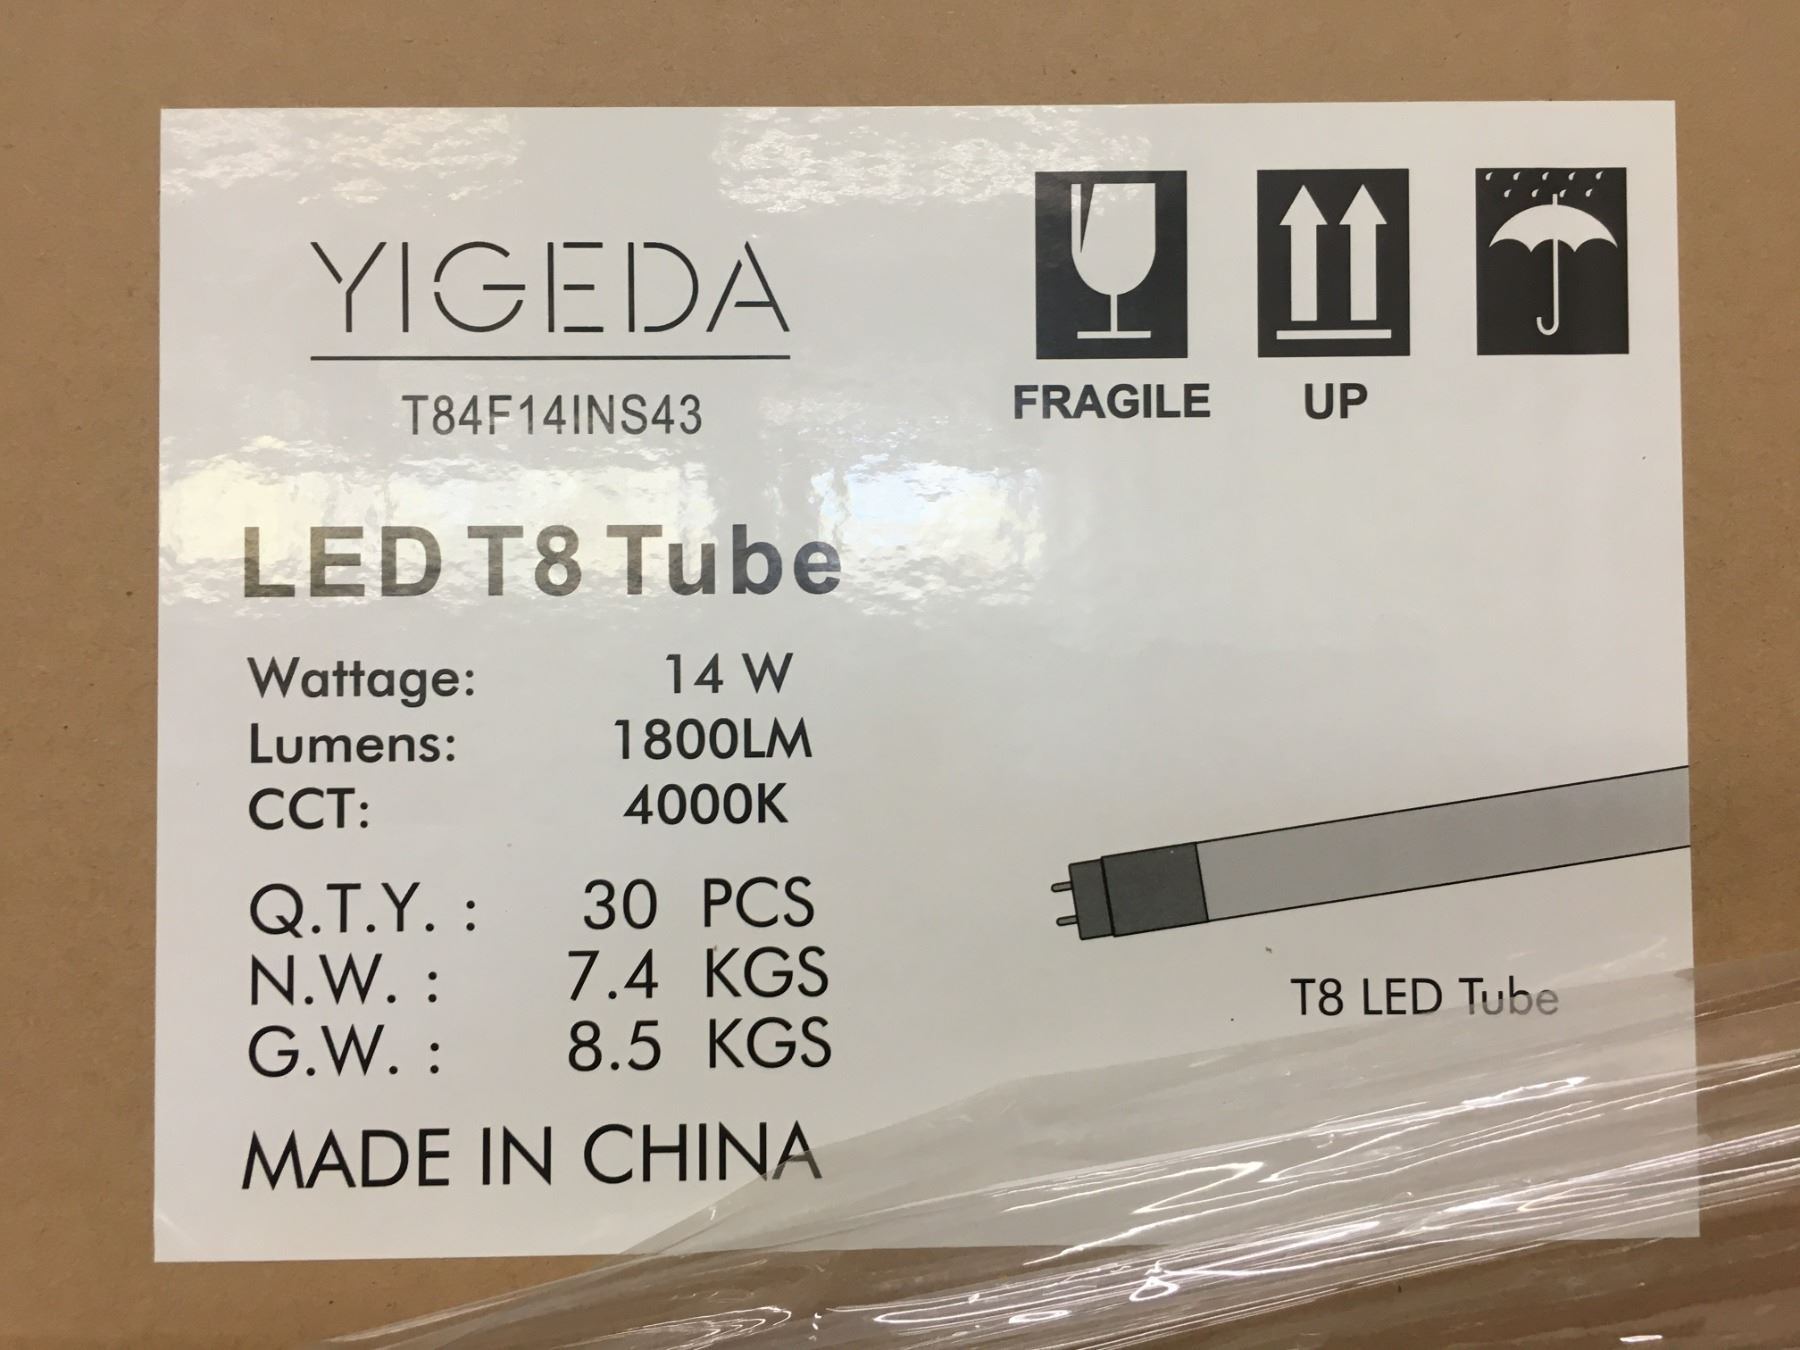 YIGEDA
T84F14INS43
FRAGILE UP
LED T8 Tube
Wattage: 14 W
Lumens: 1800LM
CCT: 4000K
Q.T.Y. : 30 PCS
N.W. : 7.4 KGS
G.W. : 8.5 KGS
T8 LED Tube
MADE IN CHINA